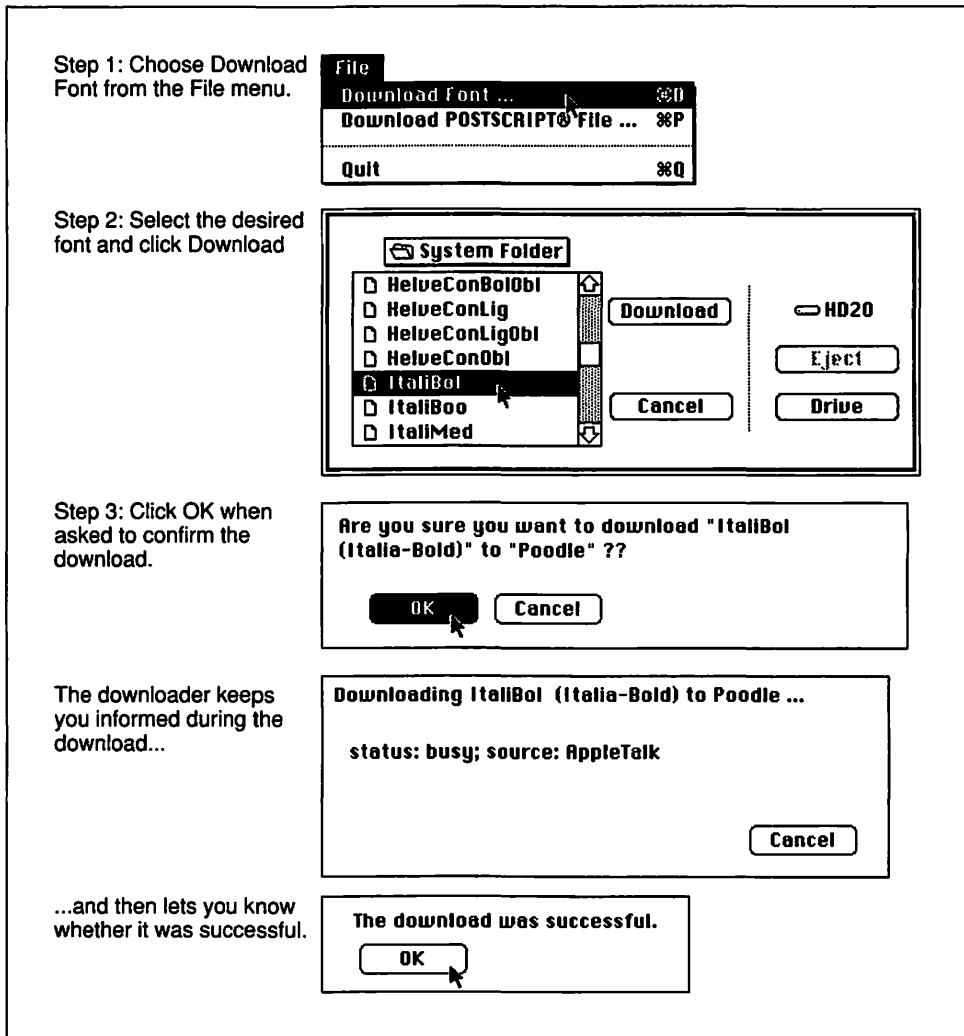 Step 1: Choose Download
Font from the File menu.
File
Download Font ... ⌘D
Download POSTSCRIPT® File ... ⌘P
Quit ⌘Q
Step 2: Select the desired
font and click Download
System Folder
HelveConBolObl
HelveConLig
HelveConLigObl
HelveConObl
ItaliBol
ItaliBoo
ItaliMed
Download
Cancel
HD20
Eject
Drive
Step 3: Click OK when
asked to confirm the
download.
Are you sure you want to download "ItaliBol
(Italia-Bold)" to "Poodle" ??
OK Cancel
The downloader keeps
you informed during the
download...
Downloading ItaliBol (Italia-Bold) to Poodle ...
status: busy; source: AppleTalk
Cancel
...and then lets you know
whether it was successful.
The download was successful.
OK